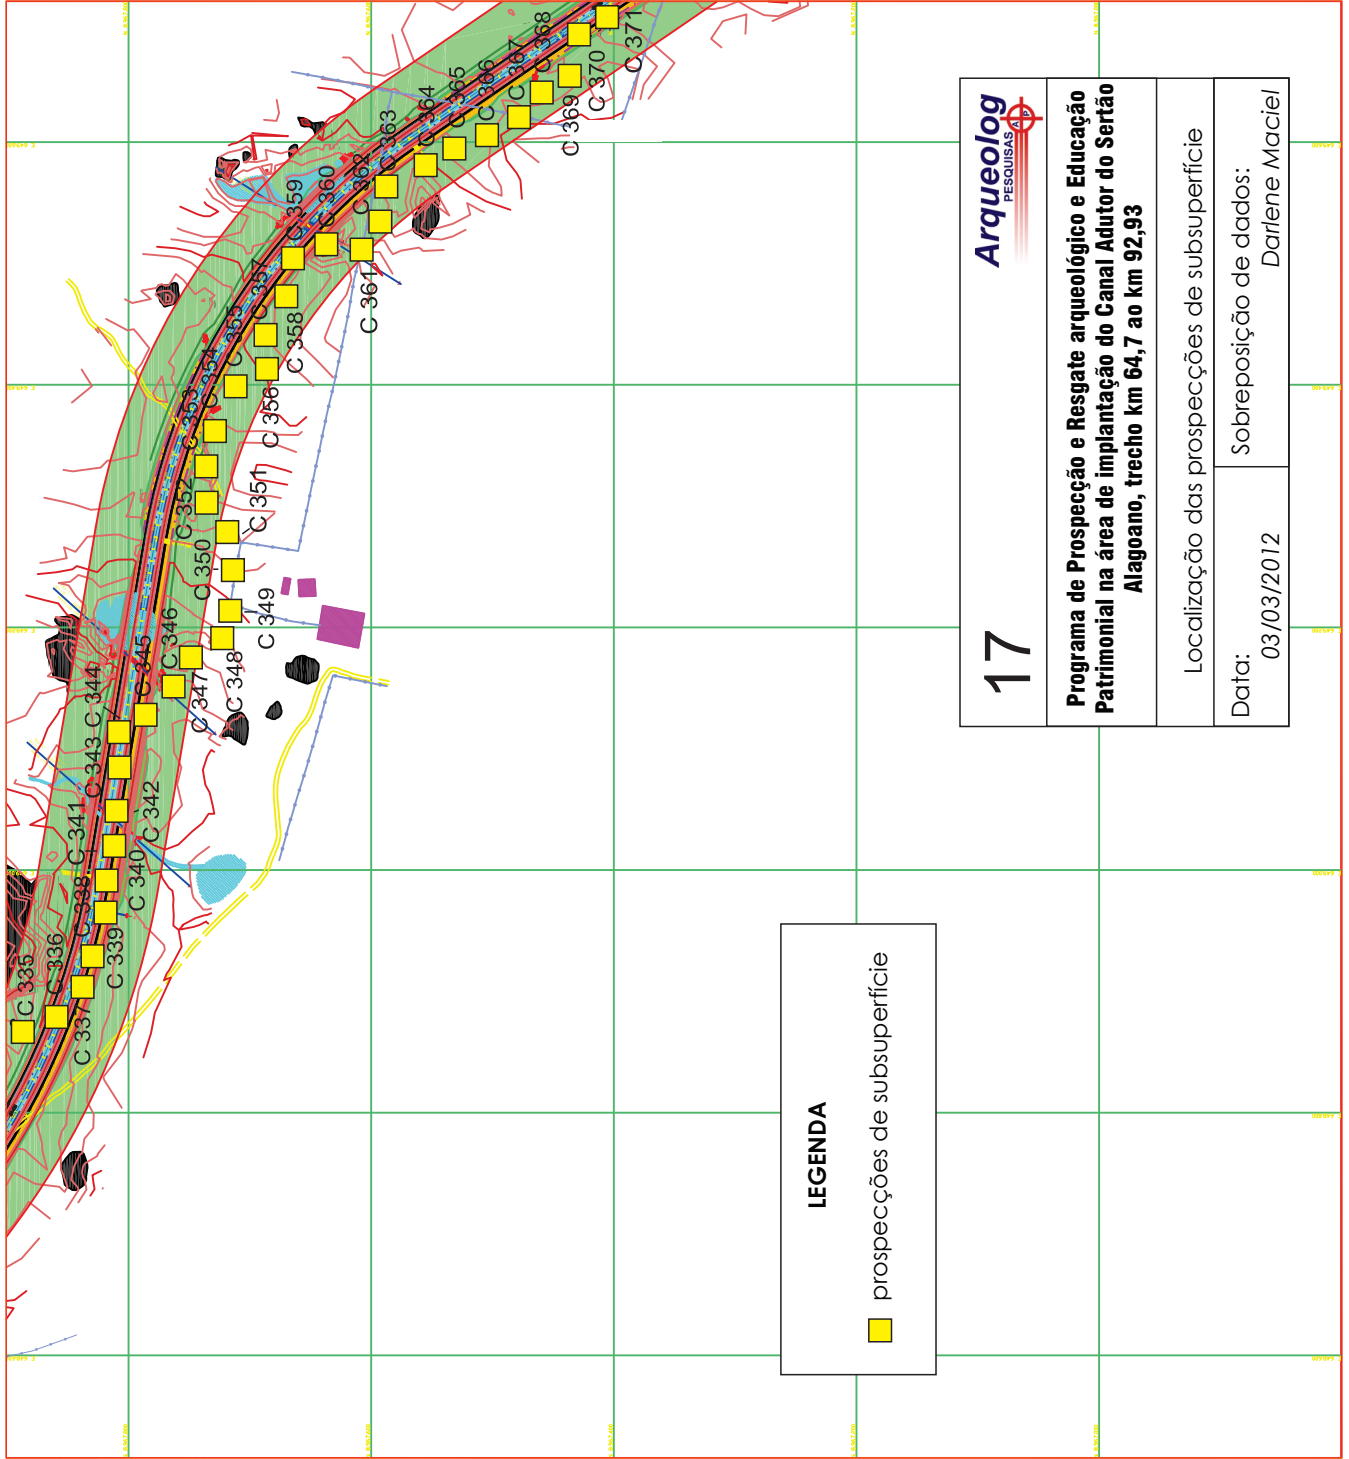 C 335
C 336
C 337
C 338
C 339
C 340
C 341
C 342
C 343
C 344
C 345
C 346
C 347
C 348
C 349
C 350
C 351
C 352
C 353
C 354
C 355
C 356
C 357
C 358
C 359
C 360
C 361
C 362
C 363
C 364
C 365
C 366
C 367
C 368
C 369
C 370
C 371
LEGENDA
prospecções de subsuperfície
17
Arqueolog
PESQUISAS
Programa de Prospecção e Resgate arqueológico e Educação
Patrimonial na área de implantação do Canal Adutor do Sertão
Alagoano, trecho km 64,7 ao km 92,93
Localização das prospecções de subsuperfície
Data:
03/03/2012
Sobreposição de dados:
Darlene Maciel